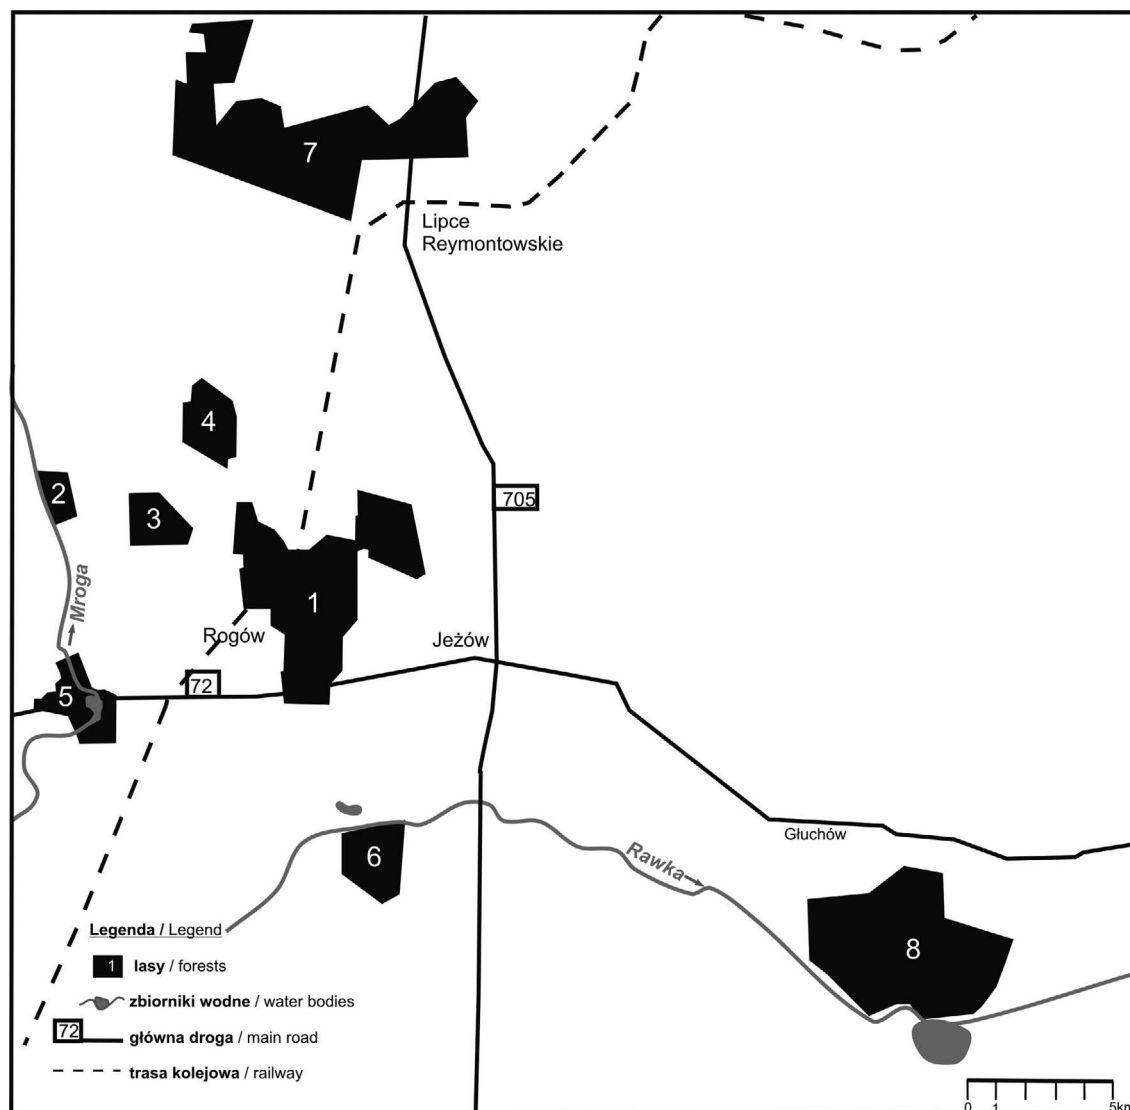 7
Lipce
Reymontowskie
4
2
3
705
Mroga
1
Rogów
Jeżów
5
72
6
Głuchów
Rawka
8
Legenda / Legend
1 lasy / forests
zbiorniki wodne / water bodies
72 główna droga / main road
trasa kolejowa / railway
0 1 5km